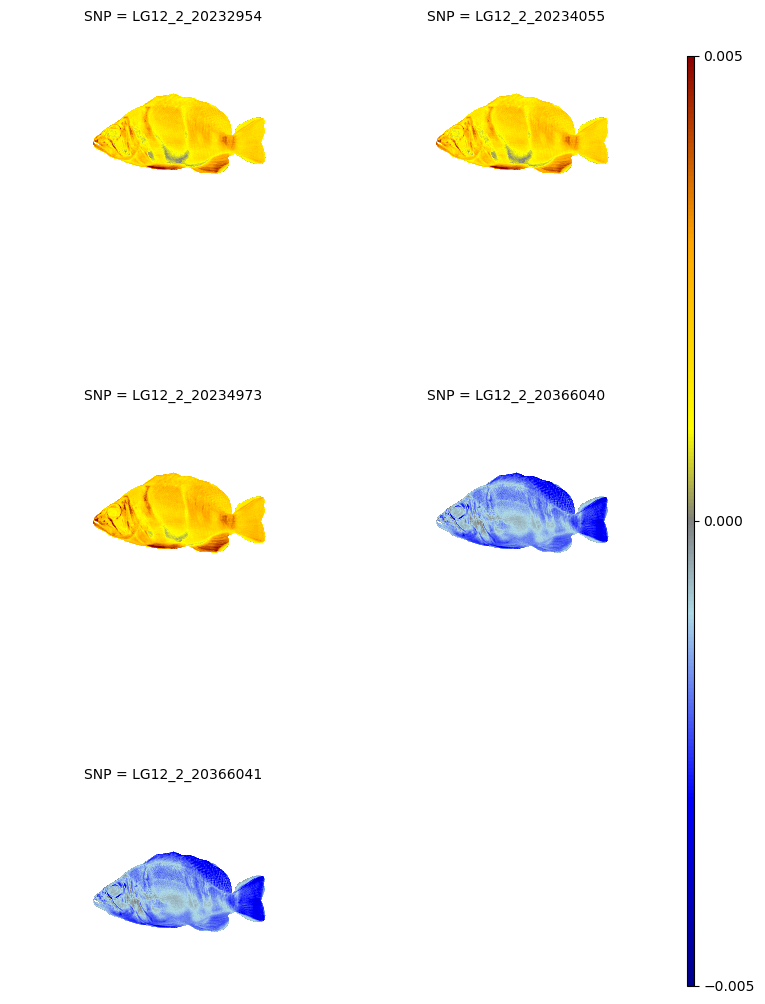 SNP = LG12_2_20232954
SNP = LG12_2_20234055
0.005
SNP = LG12_2_20234973
SNP = LG12_2_20366040
0.000
SNP = LG12_2_20366041
−0.005